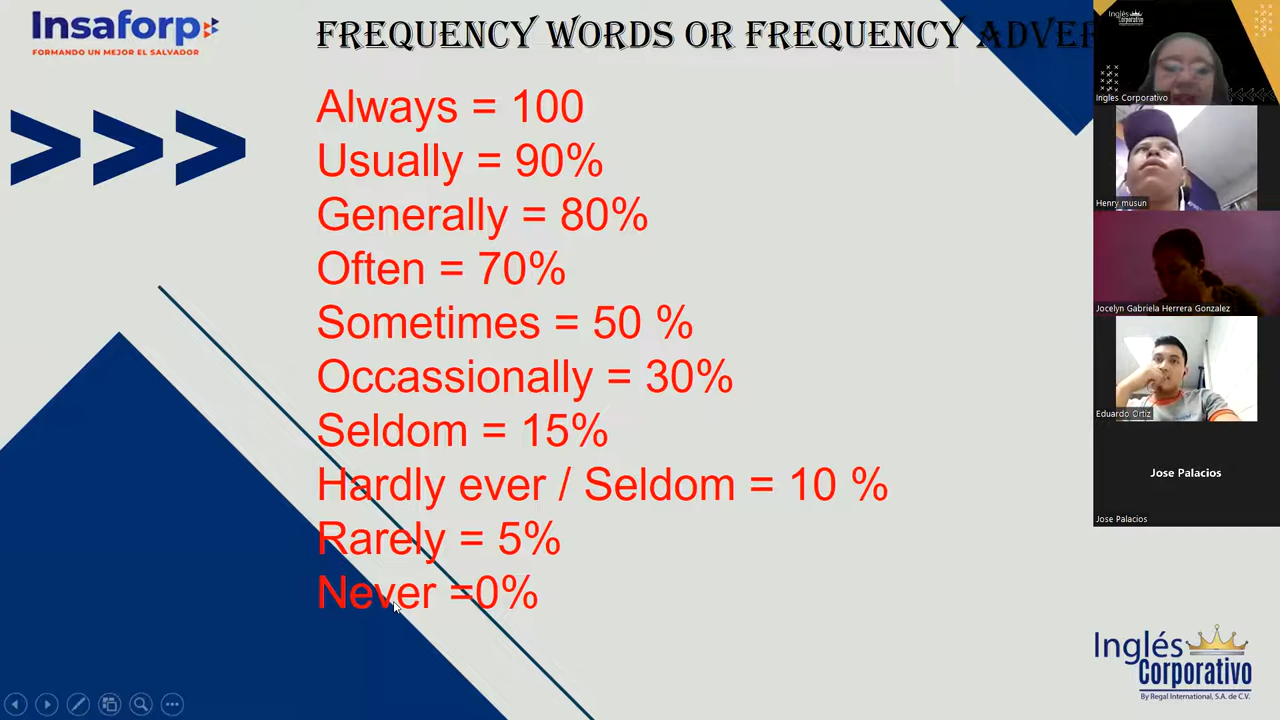 Insaforp
FORMANDO UN MEJOR EL SALVADOR
FREQUENCY WORDS OR FREQUENCY
Always = 100
Usually = 90%
Generally = 80%
Often = 70%
Sometimes = 50 %
Occassionally = 30%
Seldom = 15%
Hardly ever / Seldom = 10 %
Rarely = 5%
Never =0%
Inglés
Corporativo
Ingles Corporativo
Henry musun
Jocelyn Gabriela Herrera Gonzalez
Eduardo Ortiz
Jose Palacios
Jose Palacios
Inglés
Corporativo
By Regal International, S.A. de C.V.